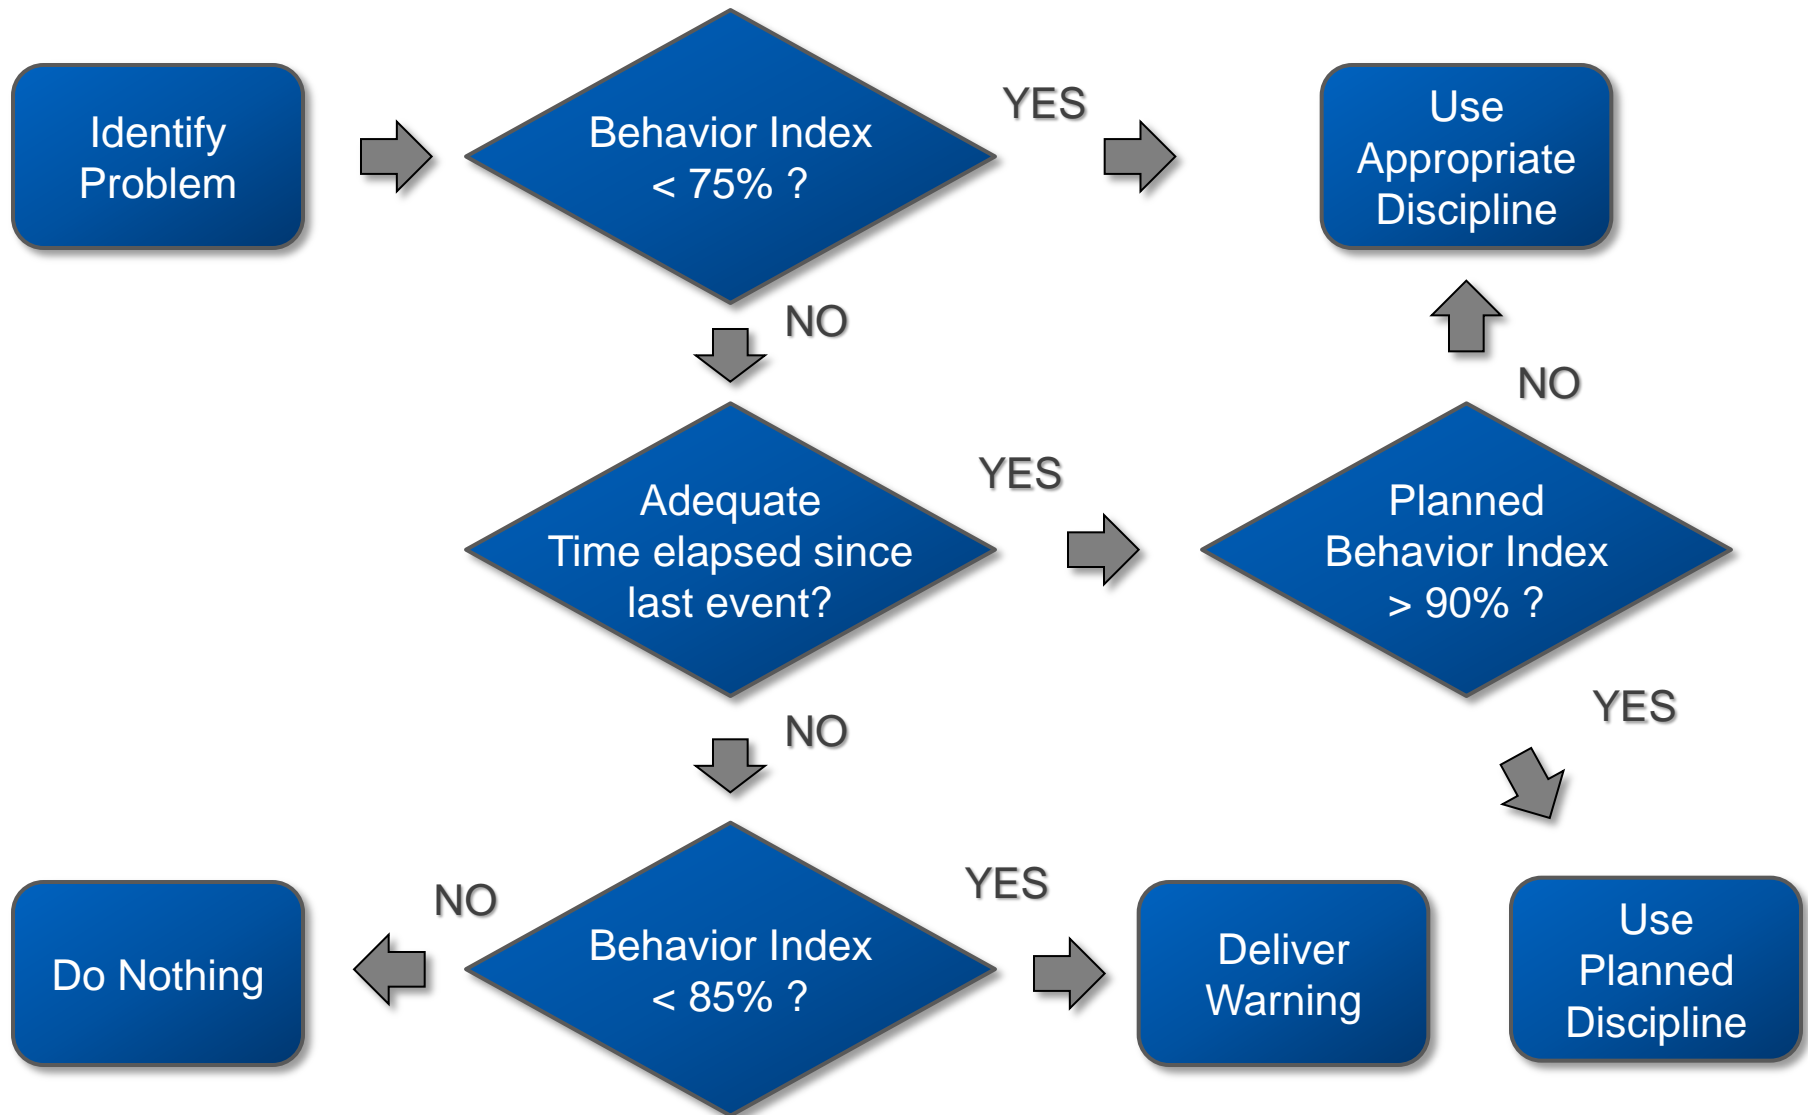 Identify
Problem
Behavior Index
< 75% ?
YES
Use
Appropriate
Discipline
NO
Adequate
Time elapsed since
last event?
YES
Planned
Behavior Index
> 90% ?
NO
YES
NO
Do Nothing
NO
Behavior Index
< 85% ?
YES
Deliver
Warning
Use
Planned
Discipline